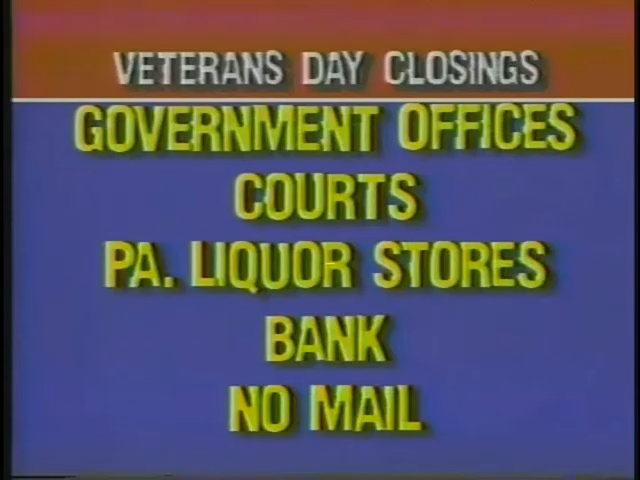 VETERANS DAY CLOSINGS
GOVERNMENT OFFICES
COURTS
PA. LIQUOR STORES
BANK
NO MAIL